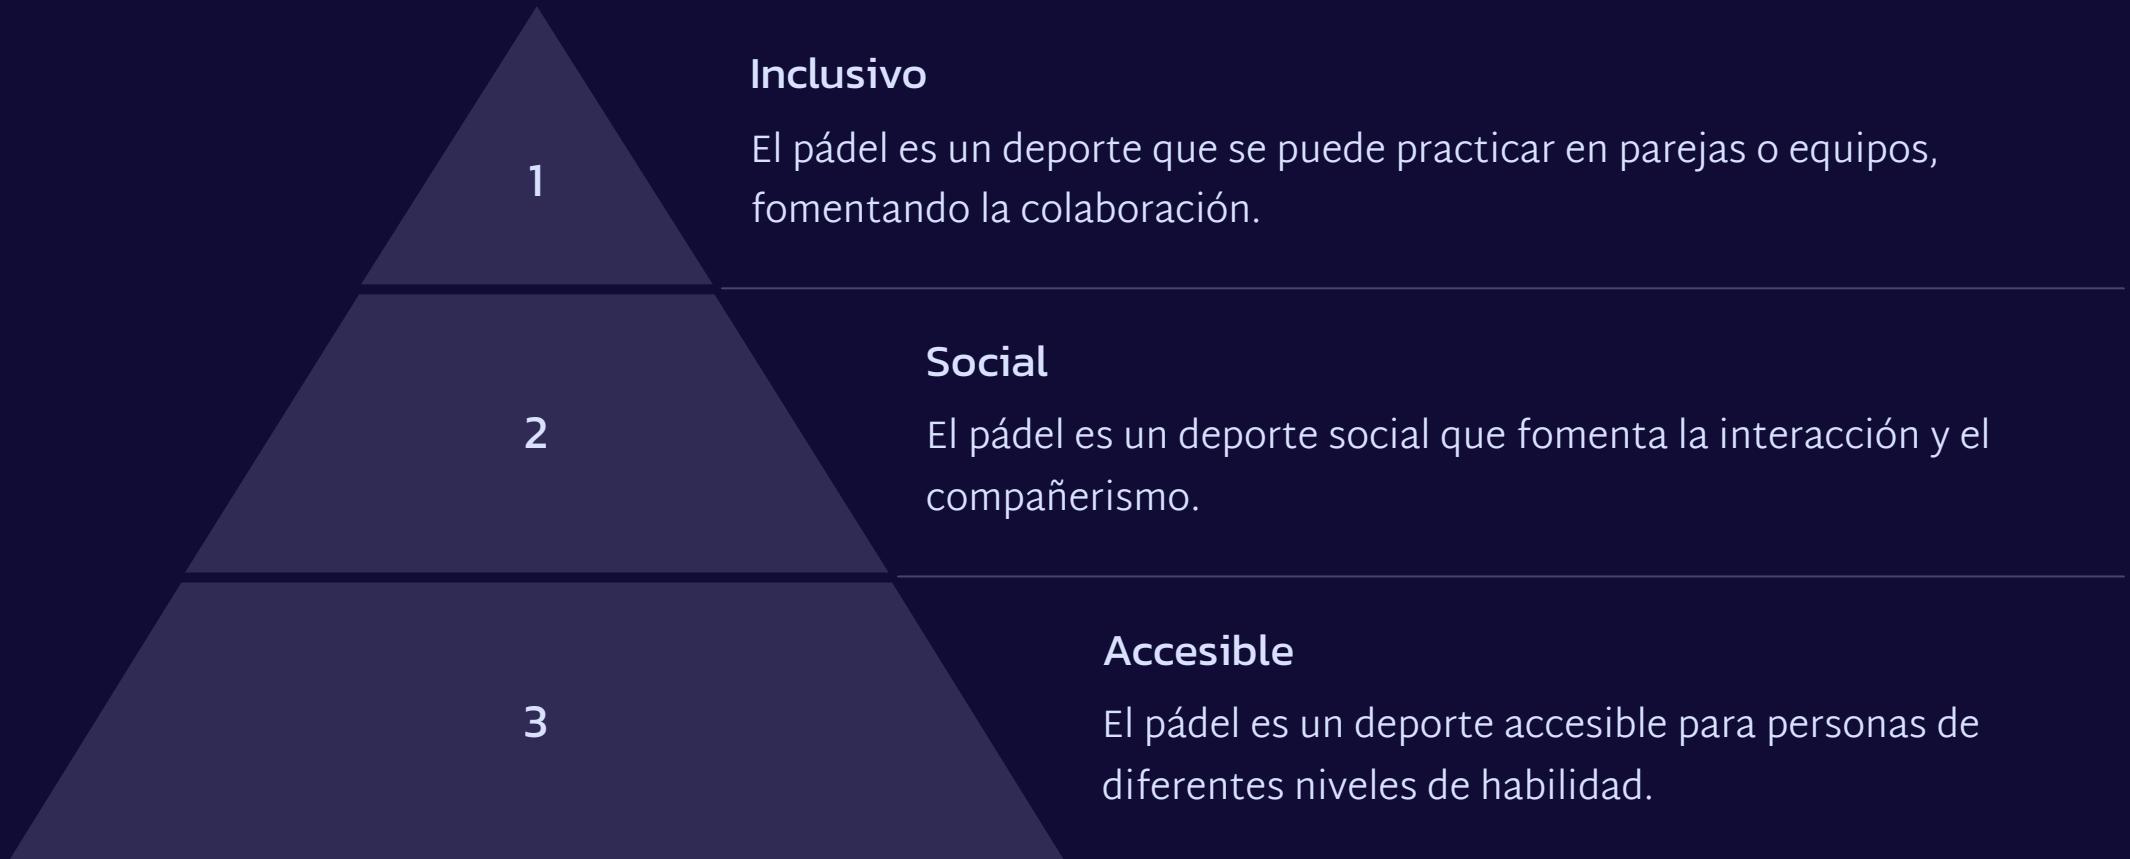 Inclusivo
El pádel es un deporte que se puede practicar en parejas o equipos,
fomentando la colaboración.
1
Social
El pádel es un deporte social que fomenta la interacción y el
compañerismo.
2
Accesible
El pádel es un deporte accesible para personas de
diferentes niveles de habilidad.
3